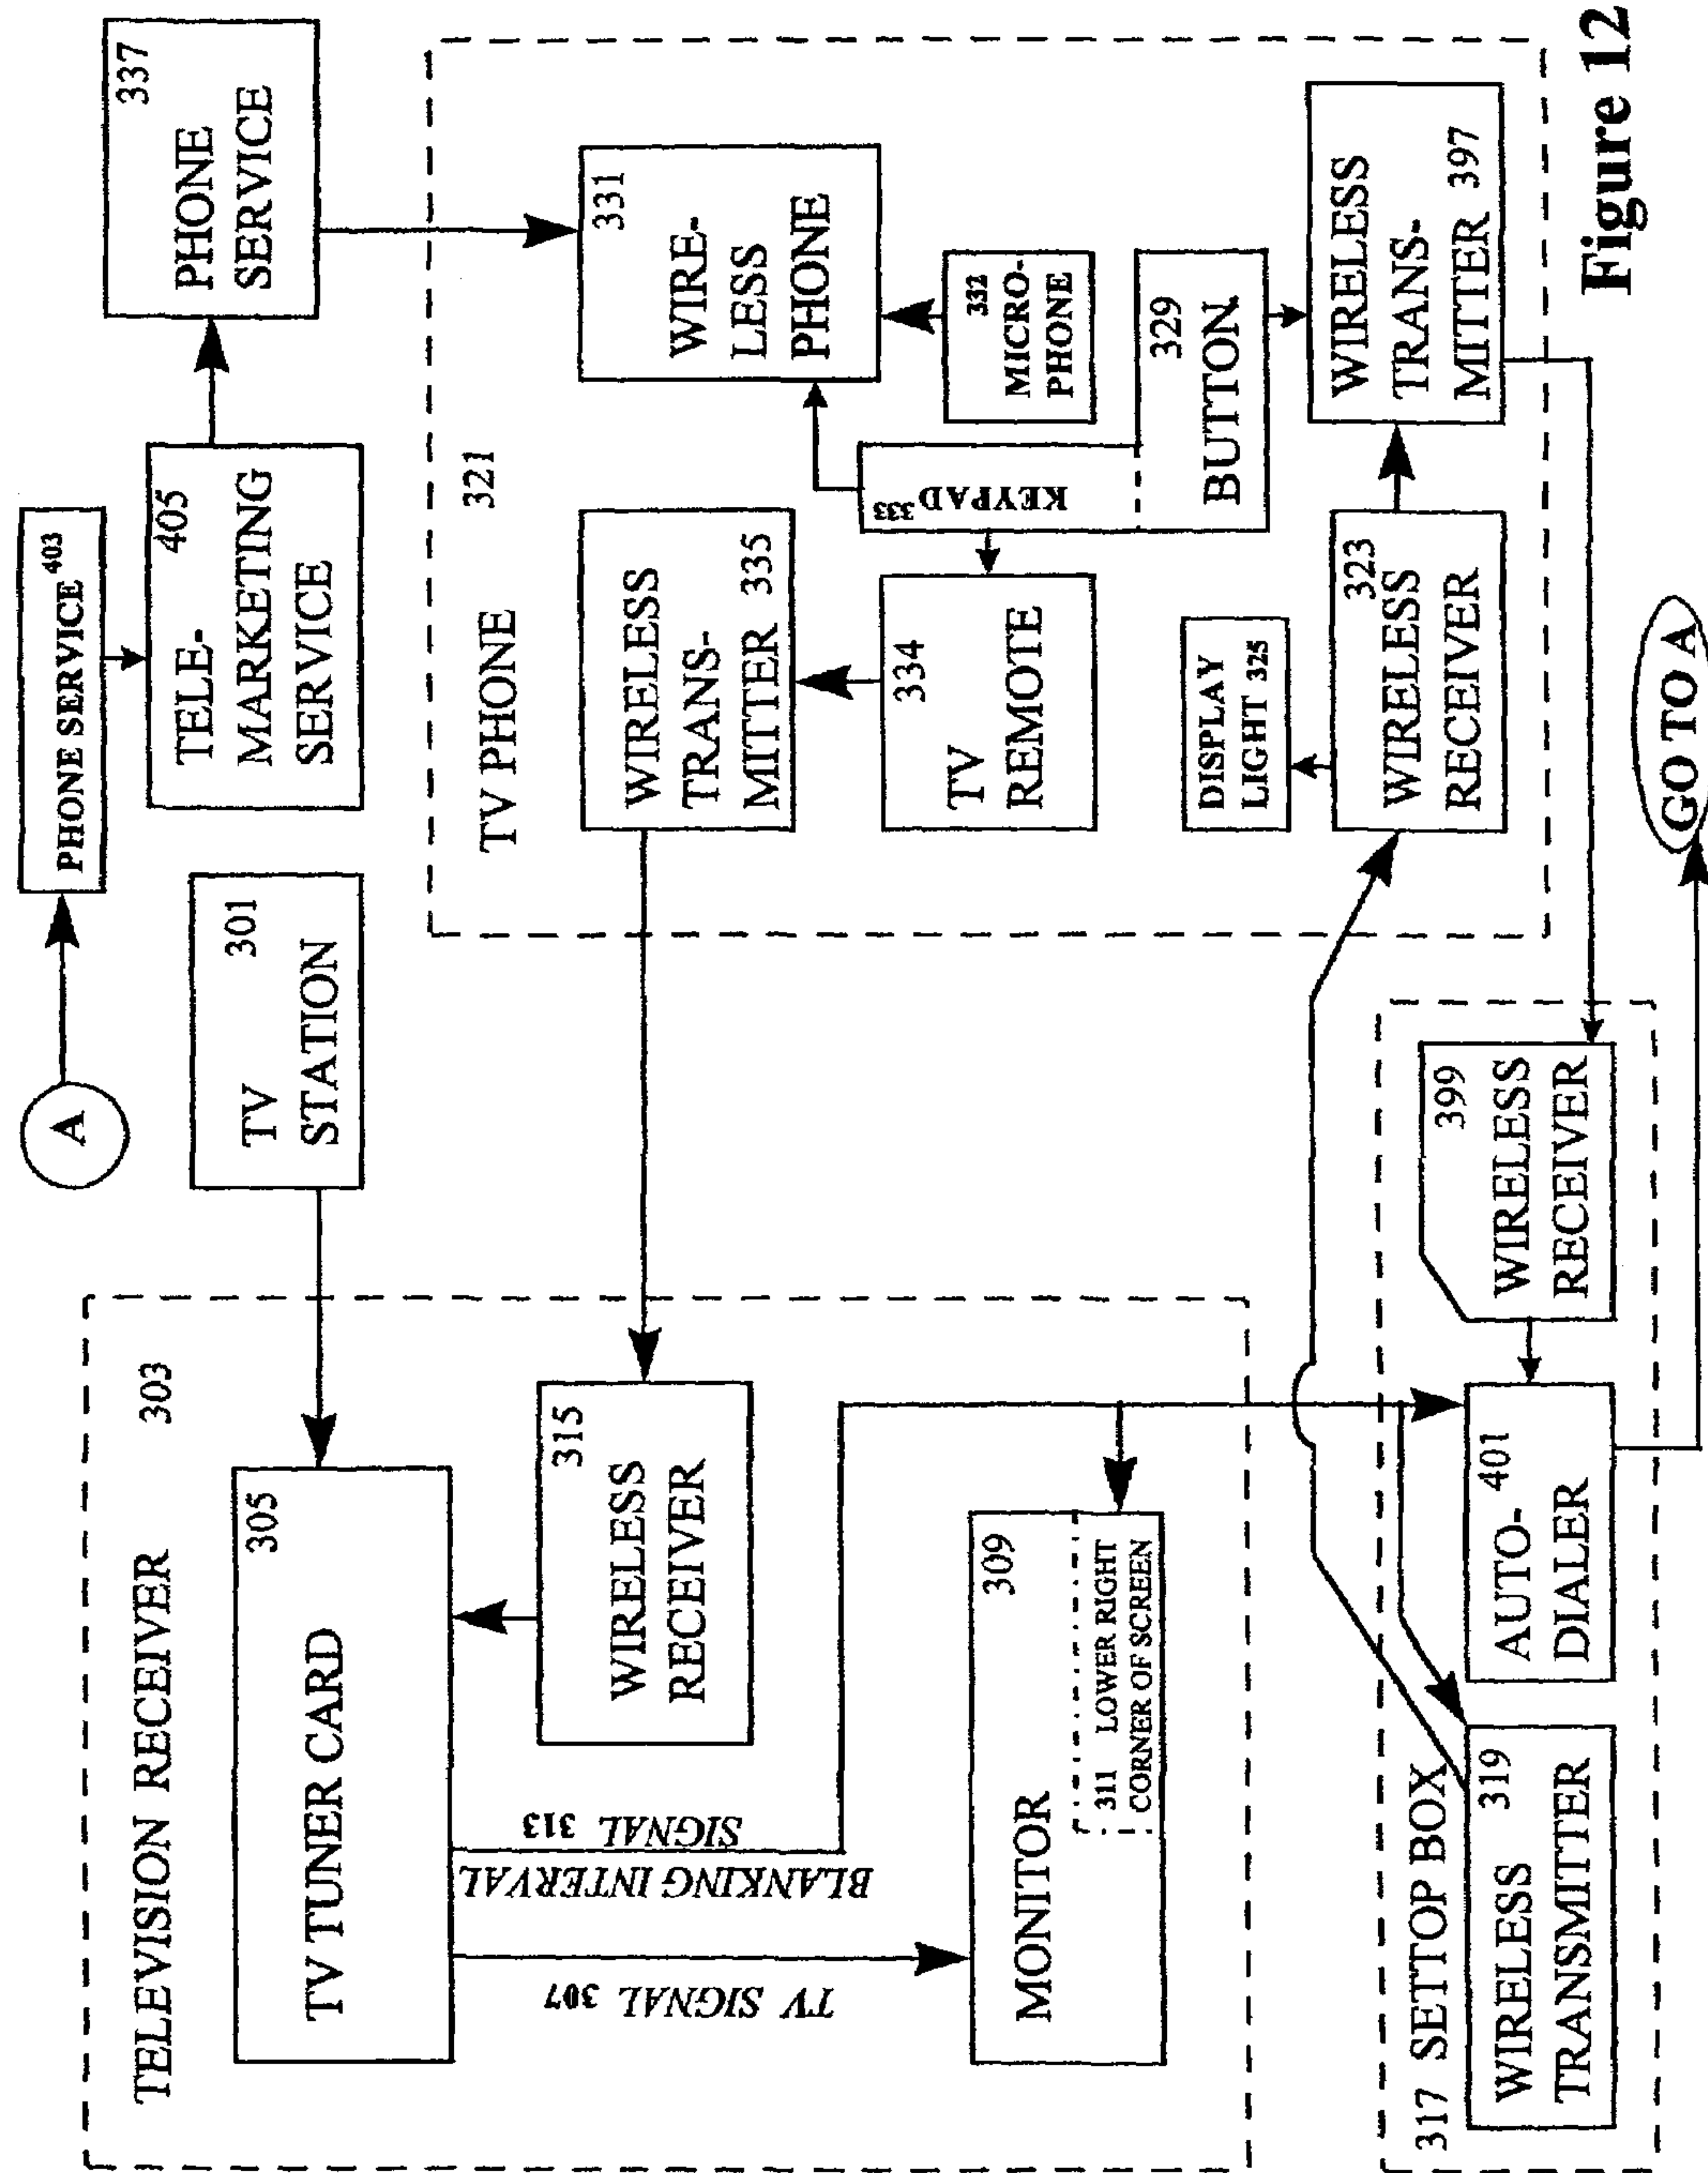 A
PHONE SERVICE 403
TELE- 405
MARKETING
SERVICE
337
PHONE
SERVICE
TV 301
STATION
TELEVISION RECEIVER 303
305
TV TUNER CARD
315
WIRELESS
RECEIVER
TV SIGNAL 307
BLANKING INTERVAL
SIGNAL 313
309
MONITOR
311 LOWER RIGHT
CORNER OF SCREEN
TV PHONE 321
WIRELESS
TRANS-
MITTER 335
331
WIRE-
LESS
PHONE
334
TV
REMOTE
KEYPAD 333
332
MICRO-
PHONE
329
BUTTON
DISPLAY
LIGHT 325
323
WIRELESS
RECEIVER
WIRELESS
TRANS-
MITTER 397
317 SETTOP BOX
319
WIRELESS
TRANSMITTER
AUTO- 401
DIALER
399
WIRELESS
RECEIVER
GO TO A
Figure 12